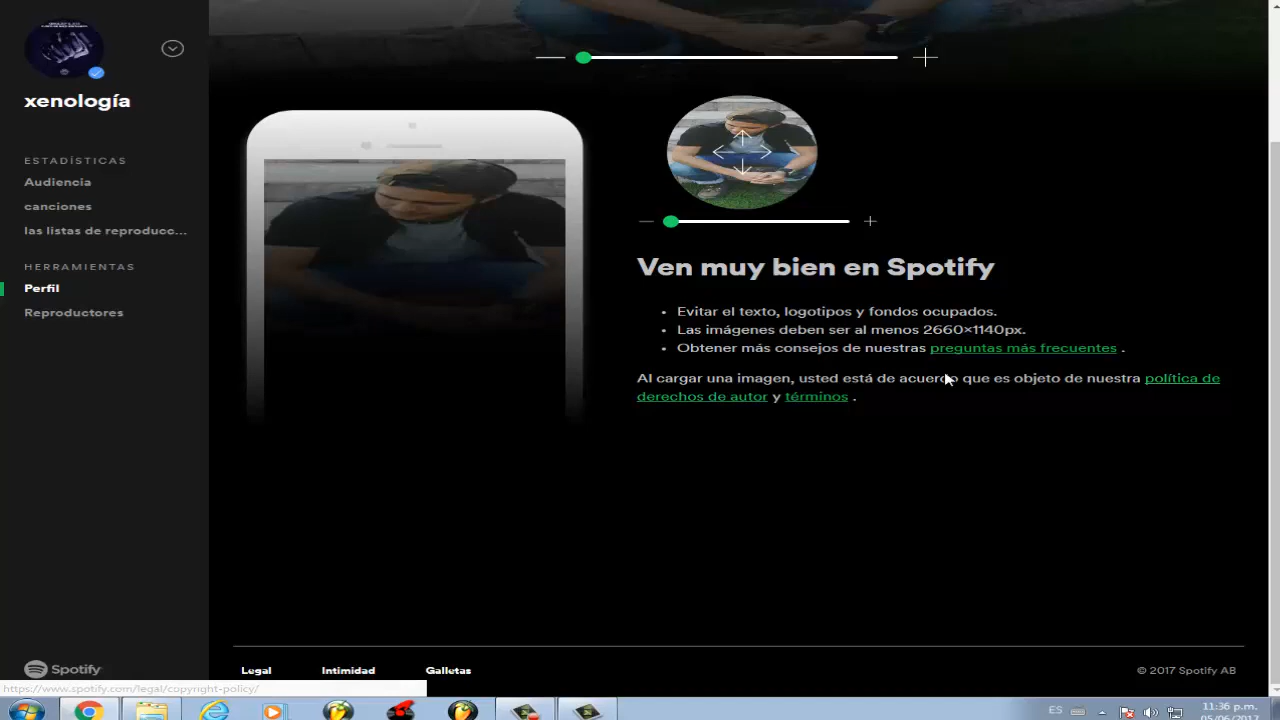 xenología
ESTADÍSTICAS
Audiencia
canciones
las listas de reproducc...
HERRAMIENTAS
Perfil
Reproductores
Ven muy bien en Spotify
• Evitar el texto, logotipos y fondos ocupados.
• Las imágenes deben ser al menos 2660×1140px.
• Obtener más consejos de nuestras preguntas más frecuentes .
Al cargar una imagen, usted está de acuerdo que es objeto de nuestra política de
derechos de autor y términos .
Spotify
Legal Intimidad Galletas
© 2017 Spotify AB
https://www.spotify.com/legal/copyright-policy/
ES
11:36 p.m.
05/06/2017